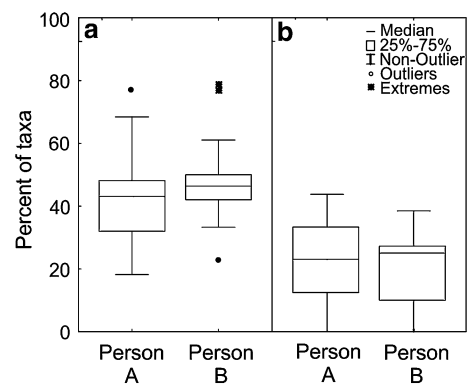 100
80
60
40
20
0
Percent of taxa
a
b
Median
25%-75%
Non-Outlier
Outliers
Extremes
Person
A
Person
B
Person
A
Person
B